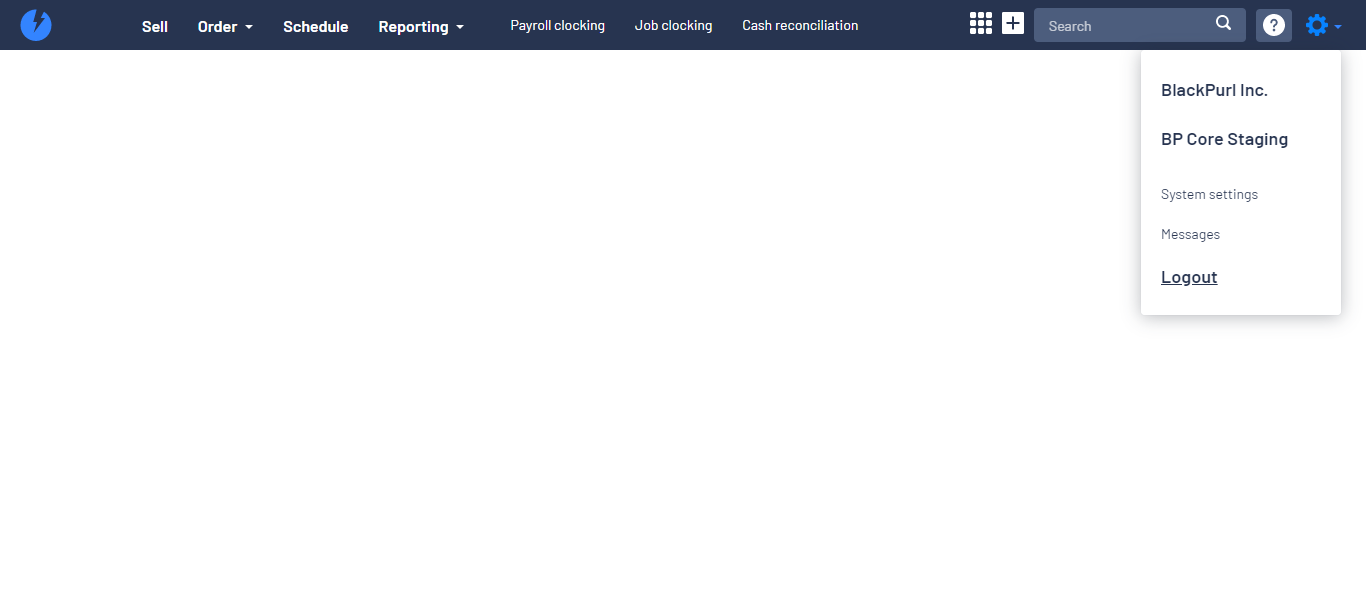 Sell Order Schedule Reporting Payroll clocking Job clocking Cash reconciliation Search ?
BlackPurl Inc.
BP Core Staging
System settings
Messages
Logout